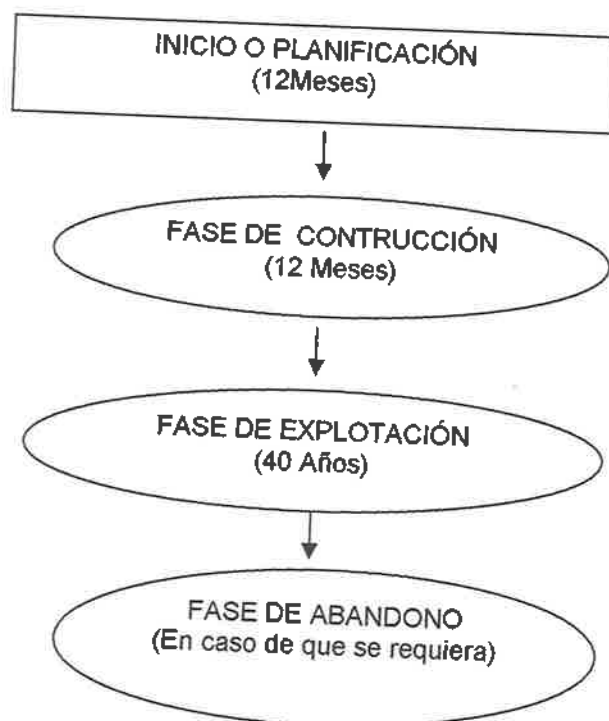 INICIO O PLANIFICACIÓN
(12Meses)
FASE DE CONTRUCCIÓN
(12 Meses)
FASE DE EXPLOTACIÓN
(40 Años)
FASE DE ABANDONO
(En caso de que se requiera)